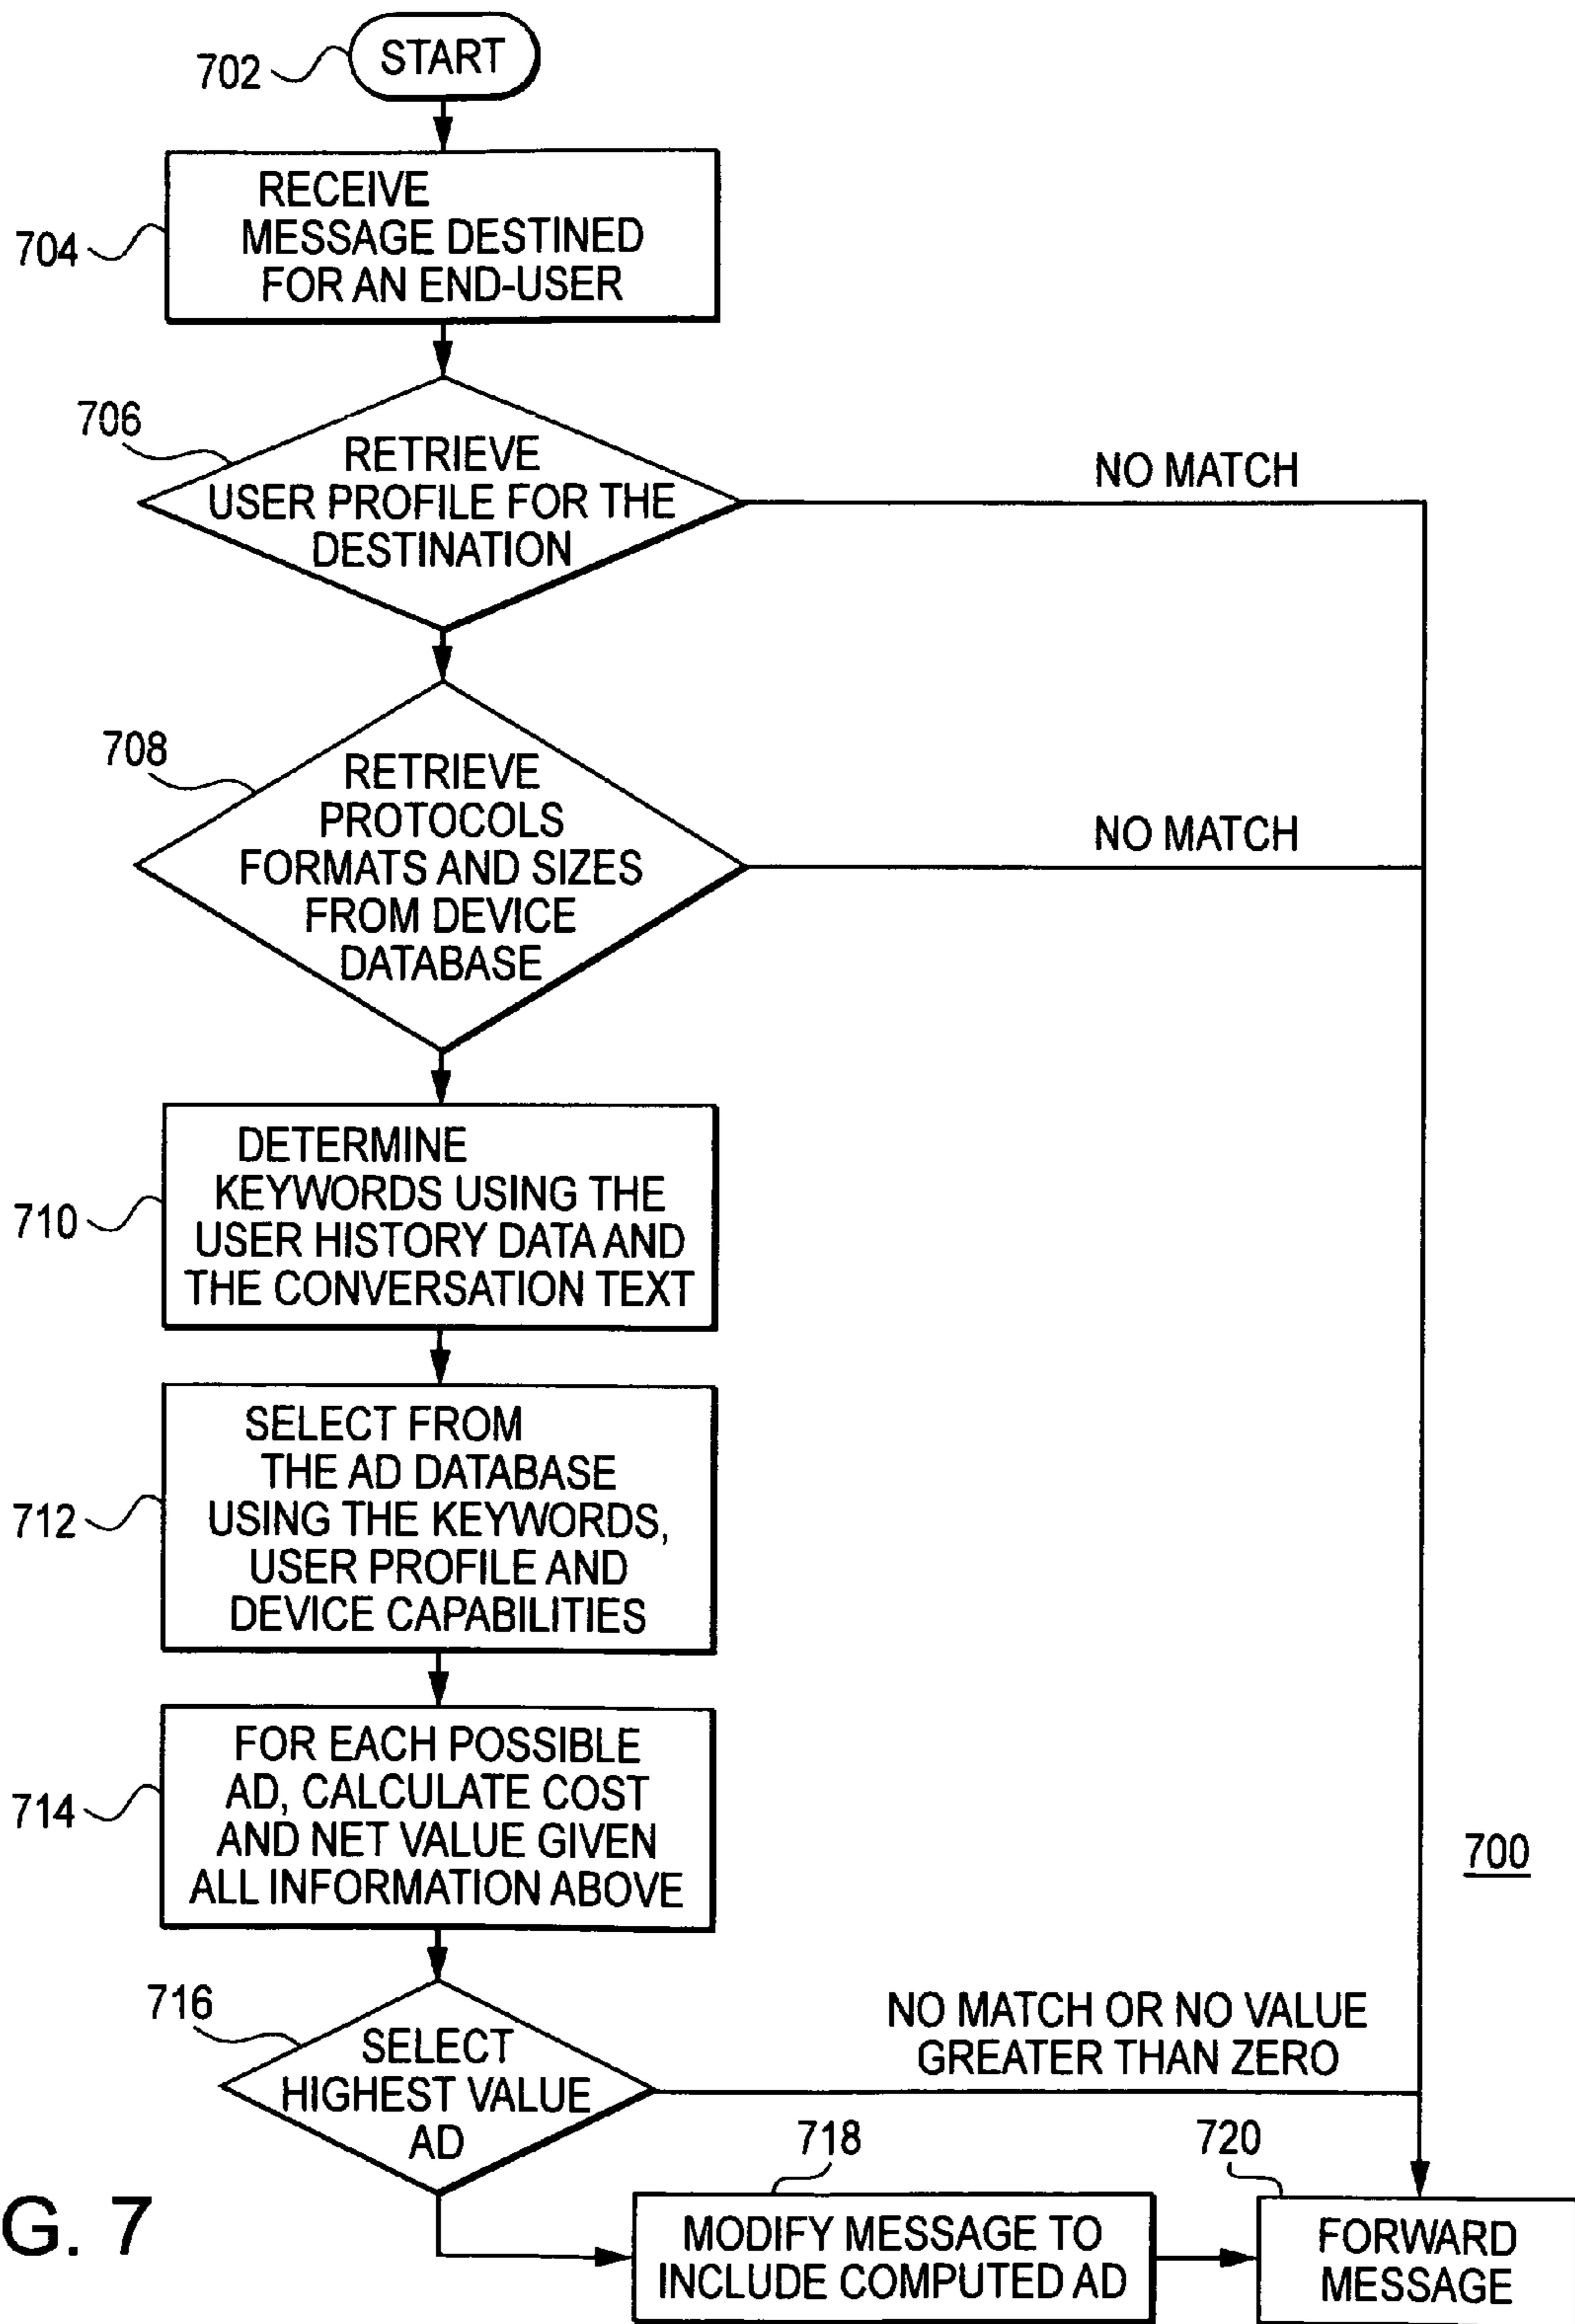 702
START
RECEIVE
MESSAGE DESTINED
FOR AN END-USER
704
706
RETRIEVE
USER PROFILE FOR THE
DESTINATION
NO MATCH
708
RETRIEVE
PROTOCOLS
FORMATS AND SIZES
FROM DEVICE
DATABASE
NO MATCH
710
DETERMINE
KEYWORDS USING THE
USER HISTORY DATA AND
THE CONVERSATION TEXT
712
SELECT FROM
THE AD DATABASE
USING THE KEYWORDS,
USER PROFILE AND
DEVICE CAPABILITIES
714
FOR EACH POSSIBLE
AD, CALCULATE COST
AND NET VALUE GIVEN
ALL INFORMATION ABOVE
700
716
SELECT
HIGHEST VALUE
AD
NO MATCH OR NO VALUE
GREATER THAN ZERO
718
MODIFY MESSAGE TO
INCLUDE COMPUTED AD
720
FORWARD
MESSAGE
G. 7